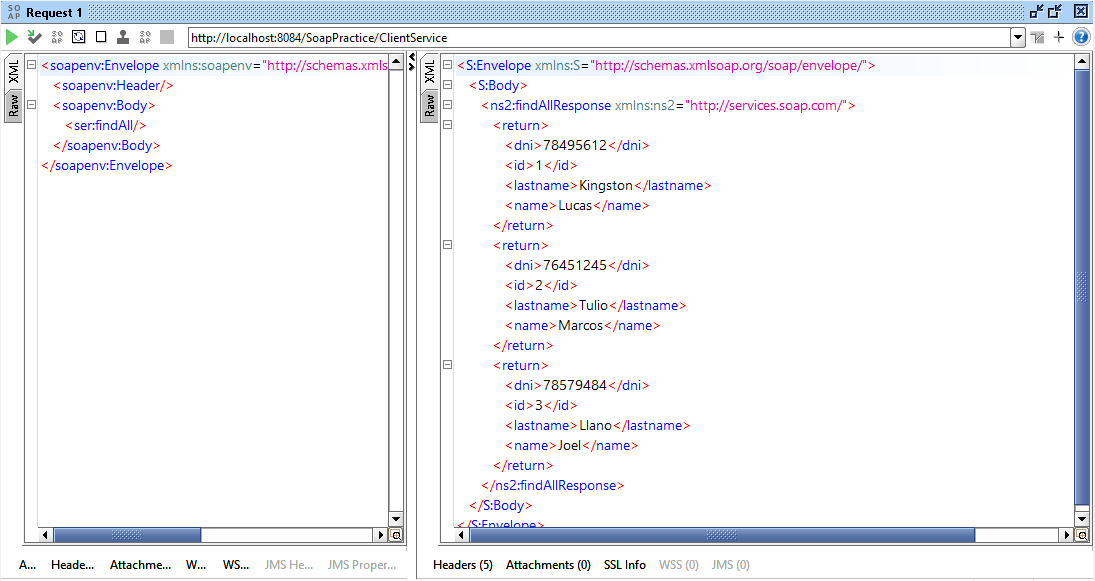 SO AP Request 1
http://localhost:8084/SoapPractice/ClientService
XML
Raw
<soapenv:Envelope xmlns:soapenv="http://schemas.xmls
<soapenv:Header/>
<soapenv:Body>
<ser:findAll/>
</soapenv:Body>
</soapenv:Envelope>
XML
Raw
<S:Envelope xmlns:S="http://schemas.xmlsoap.org/soap/envelope/">
<S:Body>
<ns2:findAllResponse xmlns:ns2="http://services.soap.com/">
<return>
<dni>78495612</dni>
<id>1</id>
<lastname>Kingston</lastname>
<name>Lucas</name>
</return>
<return>
<dni>76451245</dni>
<id>2</id>
<lastname>Tulio</lastname>
<name>Marcos</name>
</return>
<return>
<dni>78579484</dni>
<id>3</id>
<lastname>Llano</lastname>
<name>Joel</name>
</return>
</ns2:findAllResponse>
</S:Body>
</S:Envelope>
A... Heade... Attachme... W... WS... JMS He... JMS Proper...
Headers (5) Attachments (0) SSL Info WSS (0) JMS (0)